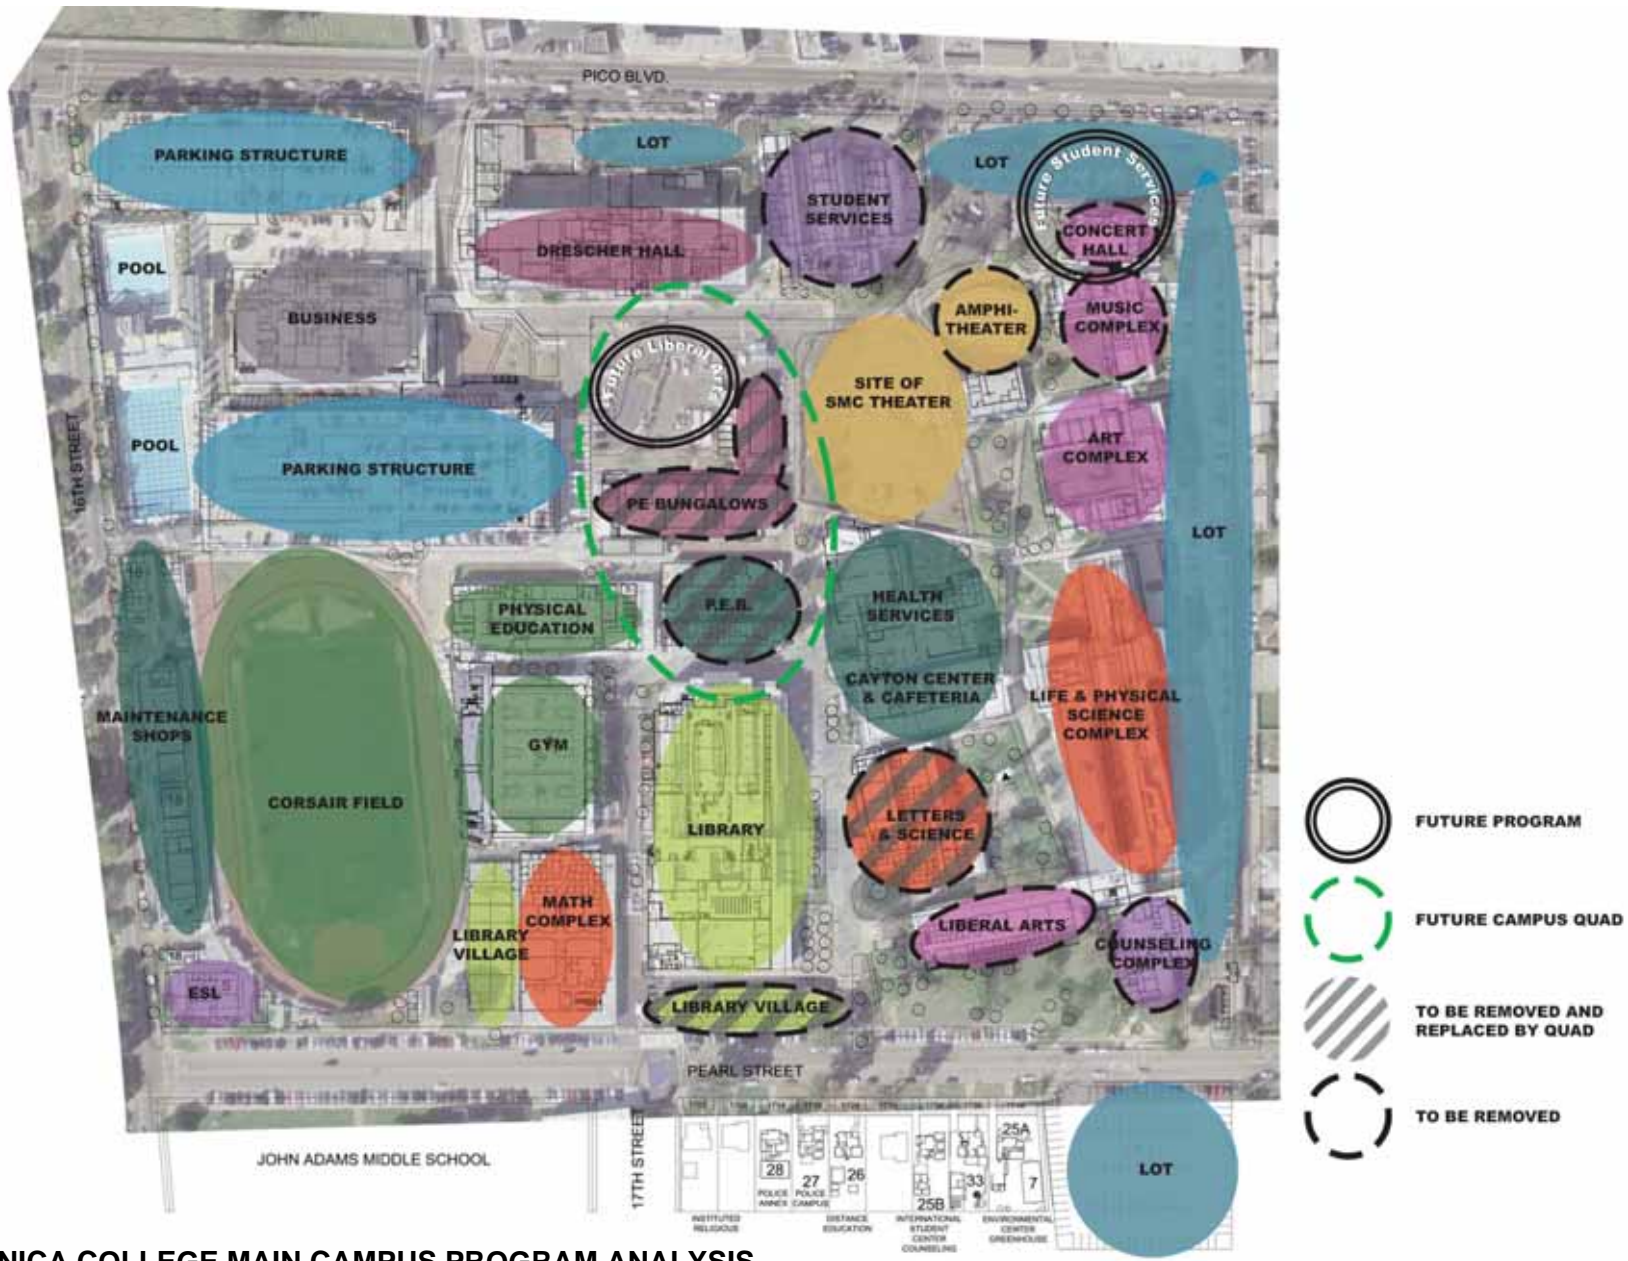 PICO BLVD.
PARKING STRUCTURE
LOT
STUDENT
SERVICES
LOT
Future Student Services
CONCERT
HALL
DRESCHER HALL
POOL
BUSINESS
AMPHI-
THEATER
MUSIC
COMPLEX
Future Liberal Arts
SITE OF
SMC THEATER
16TH STREET
POOL
PARKING STRUCTURE
ART
COMPLEX
PE BUNGALOWS
LOT
PHYSICAL
EDUCATION
P.E.B.
HEALTH
SERVICES
CAYTON CENTER
& CAFETERIA
LIFE & PHYSICAL
SCIENCE
COMPLEX
MAINTENANCE
SHOPS
GYM
CORSAIR FIELD
LIBRARY
LETTERS
& SCIENCE
FUTURE PROGRAM
MATH
COMPLEX
LIBRARY
VILLAGE
LIBERAL ARTS
COUNSELING
COMPLEX
FUTURE CAMPUS QUAD
ESL
LIBRARY VILLAGE
TO BE REMOVED AND
REPLACED BY QUAD
PEARL STREET
TO BE REMOVED
JOHN ADAMS MIDDLE SCHOOL
17TH STREET
28
POLICE
ANNEX
27
POLICE
CAMPUS
26
25A
25B
33
7
LOT
INSTITUTED
RELIGIOUS
DISTANCE
EDUCATION
INTERNATIONAL
STUDENT
CENTER
COUNSELING
ENVIRONMENTAL
CENTER
GREENHOUSE
NICA COLLEGE MAIN CAMPUS PROGRAM ANALYSIS